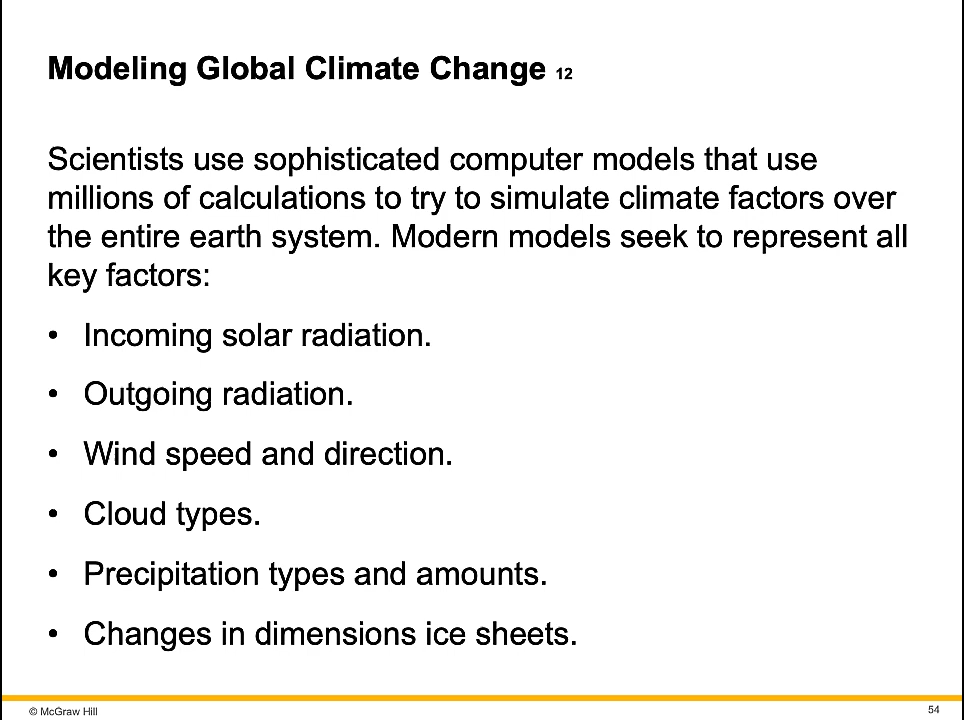 Modeling Global Climate Change 12
Scientists use sophisticated computer models that use
millions of calculations to try to simulate climate factors over
the entire earth system. Modern models seek to represent all
key factors:
• Incoming solar radiation.
• Outgoing radiation.
• Wind speed and direction.
• Cloud types.
• Precipitation types and amounts.
• Changes in dimensions ice sheets.
© McGraw Hill
54